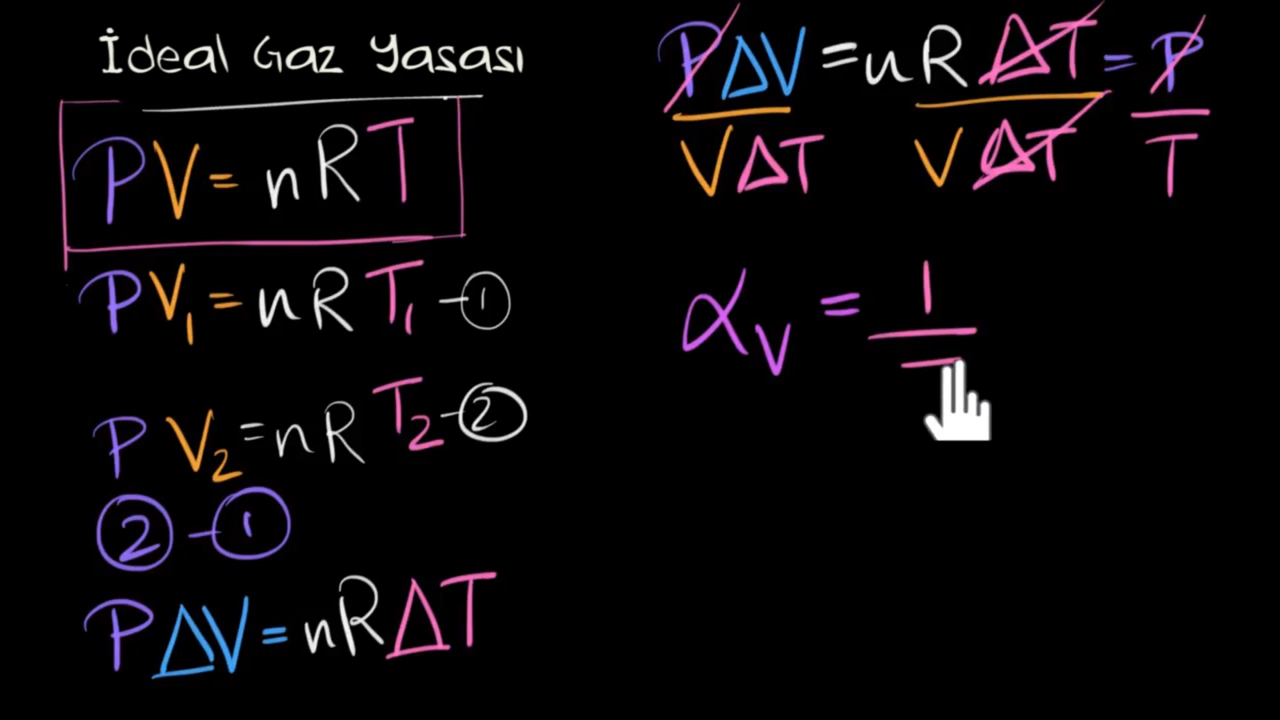 İdeal Gaz Yasası
PV = nRT
PV₁ = nRT₁ - ①
PV₂ = nRT₂ - ②
② - ①
PΔV = nRΔT
PΔV/VΔT = nRΔT/VΔT = P/T
αᵥ = 1/